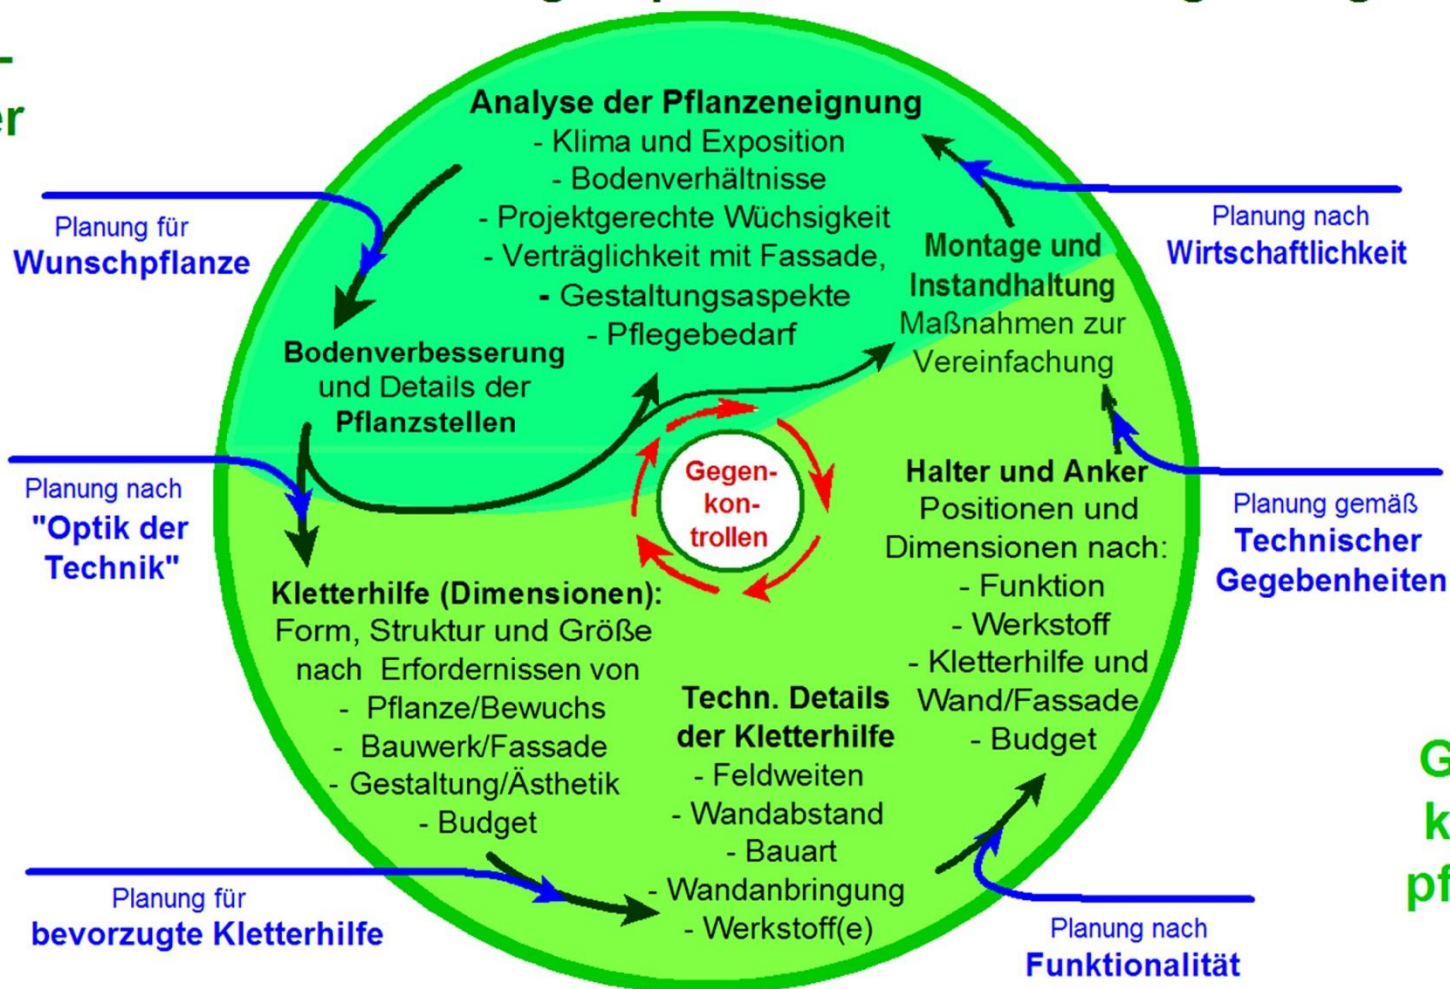 er
Analyse der Pflanzeneignung
- Klima und Exposition
- Bodenverhältnisse
- Projektgerechte Wüchsigkeit
- Verträglichkeit mit Fassade,
- Gestaltungsaspekte
- Pflegebedarf
Planung für
Wunschpflanze
Planung nach
Wirtschaftlichkeit
Montage und
Instandhaltung
Maßnahmen zur
Vereinfachung
Bodenverbesserung
und Details der
Pflanzstellen
Planung nach
"Optik der
Technik"
Gegen-
kon-
trollen
Halter und Anker
Positionen und
Dimensionen nach:
- Funktion
- Werkstoff
- Kletterhilfe und
Wand/Fassade
- Budget
Planung gemäß
Technischer
Gegebenheiten
Kletterhilfe (Dimensionen):
Form, Struktur und Größe
nach Erfordernissen von
- Pflanze/Bewuchs
- Bauwerk/Fassade
- Gestaltung/Ästhetik
- Budget
Techn. Details
der Kletterhilfe
- Feldweiten
- Wandabstand
- Bauart
- Wandanbringung
- Werkstoff(e)
G
k
pf
Planung für
bevorzugte Kletterhilfe
Planung nach
Funktionalität